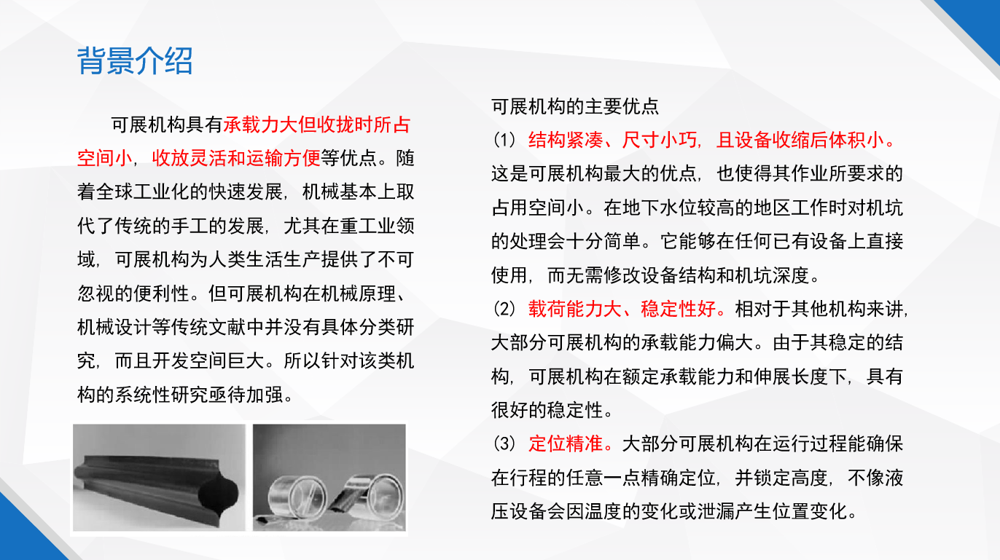 背景介绍
可展机构具有承载力大但收拢时所占
空间小，收放灵活和运输方便等优点。随
着全球工业化的快速发展，机械基本上取
代了传统的手工的发展，尤其在重工业领
域，可展机构为人类生活生产提供了不可
忽视的便利性。但可展机构在机械原理、
机械设计等传统文献中并没有具体分类研
究，而且开发空间巨大。所以针对该类机
构的系统性研究亟待加强。
可展机构的主要优点
（1）结构紧凑、尺寸小巧，且设备收缩后体积小。
这是可展机构最大的优点，也使得其作业所要求的
占用空间小。在地下水位较高的地区工作时对机坑
的处理会十分简单。它能够在任何已有设备上直接
使用，而无需修改设备结构和机坑深度。
（2）载荷能力大、稳定性好。相对于其他机构来讲，
大部分可展机构的承载能力偏大。由于其稳定的结
构，可展机构在额定承载能力和伸展长度下，具有
很好的稳定性。
（3）定位精准。大部分可展机构在运行过程能确保
在行程的任意一点精确定位，并锁定高度，不像液
压设备会因温度的变化或泄漏产生位置变化。